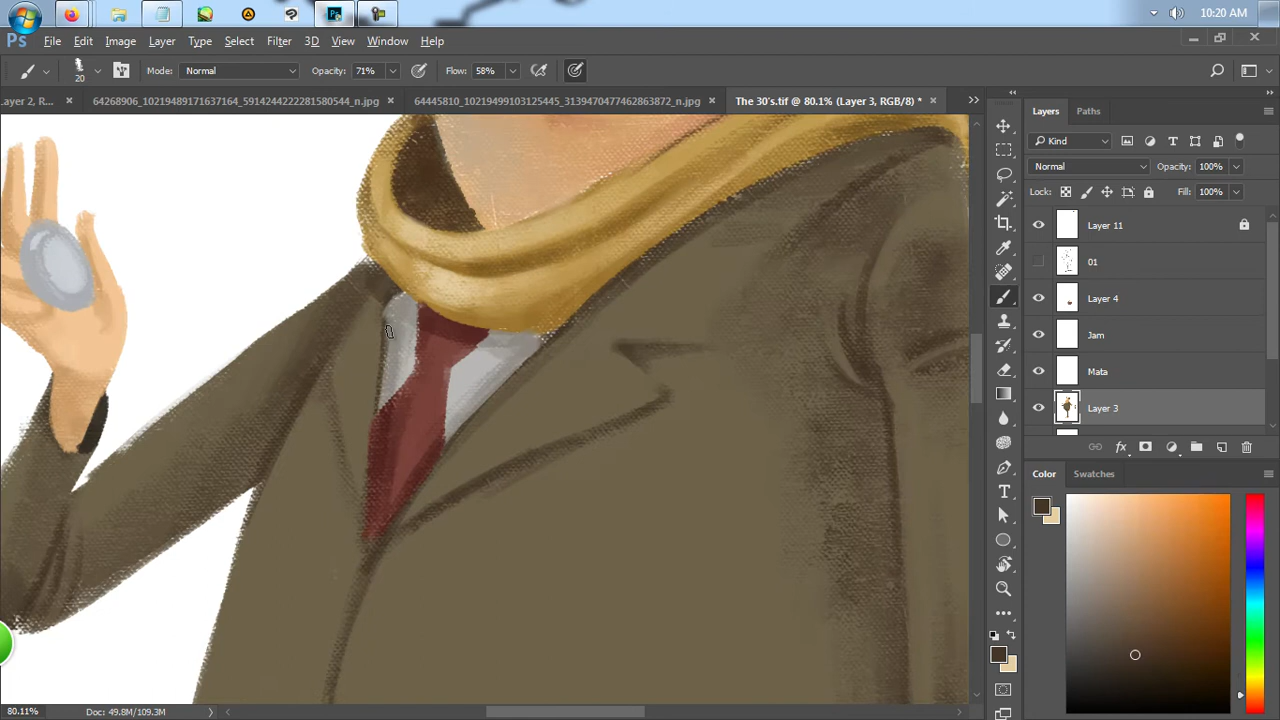 10:20 AM
Ps File Edit Image Layer Type Select Filter 3D View Window Help
20 Mode: Normal Opacity: 71% Flow: 58%
Layer 2, R... 64268906_10219489171637164_5914244222281580544_n.jpg 64445810_10219499103125445_3139470477462863872_n.jpg The 30's.tif @ 80.1% (Layer 3, RGB/8) *
Layers Paths
Kind
Normal Opacity: 100%
Lock: Fill: 100%
Layer 11
01
Layer 4
Jam
Mata
Layer 3
fx
Color Swatches
80.11% Doc: 49.8M/109.3M